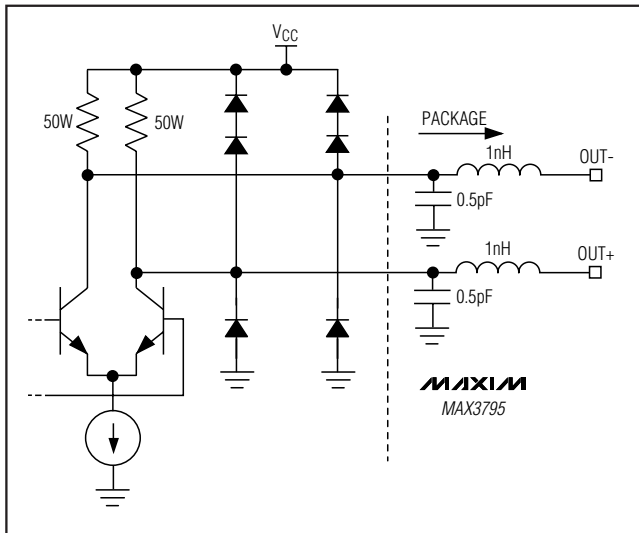 VCC
50W
50W
PACKAGE
1nH
OUT-
0.5pF
1nH
OUT+
0.5pF
MAXIM
MAX3795